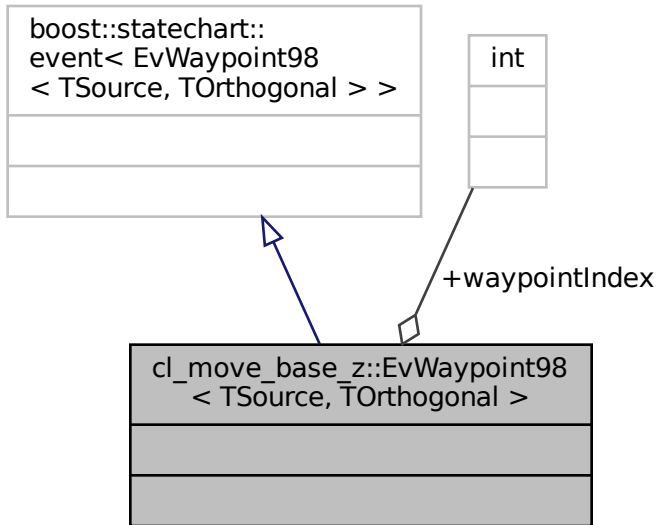 boost::statechart::
event< EvWaypoint98
< TSource, TOrthogonal > >
int
+waypointIndex
cl_move_base_z::EvWaypoint98
< TSource, TOrthogonal >